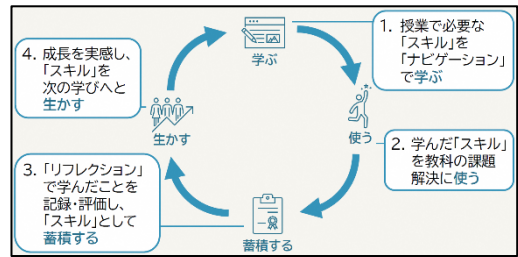 1. 授業で必要な
「スキル」を
「ナビゲーション」
で学ぶ
学ぶ
4. 成長を実感し、
「スキル」を
次の学びへと
生かす
生かす
使う
2. 学んだ「スキル」
を教科の課題
解決に使う
3. 「リフレクション」
で学んだことを
記録・評価し、
「スキル」として
蓄積する
蓄積する